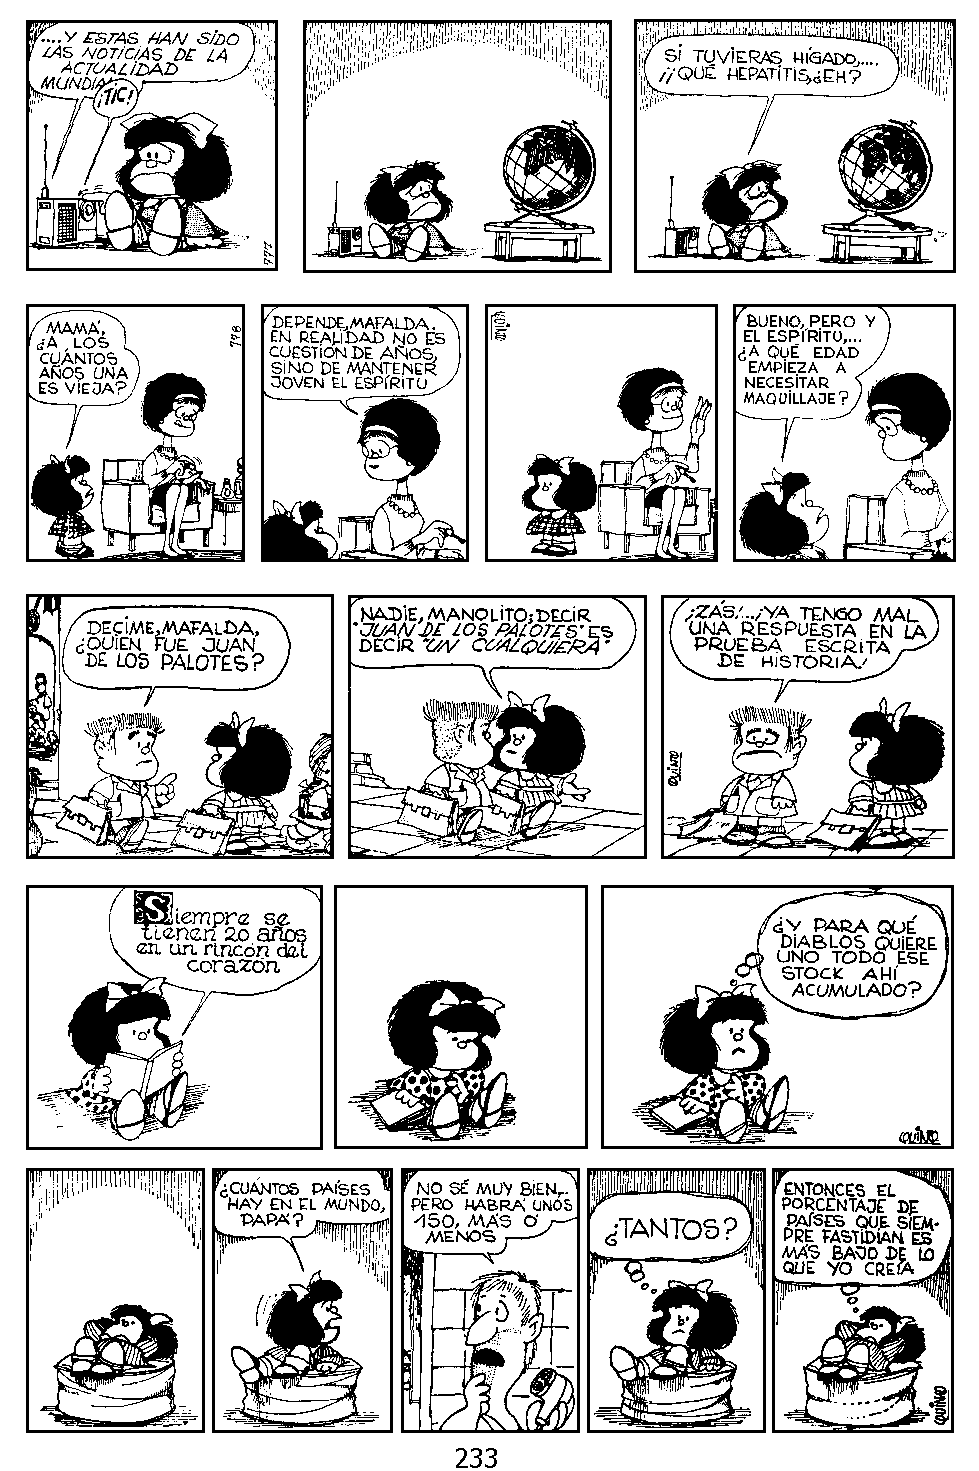 ....Y ESTAS HAN SIDO
LAS NOTICIAS DE LA
ACTUALIDAD
MUNDIAL
¡TIC!
777
SI TUVIERAS HÍGADO,....
¡¡QUÉ HEPATITIS,¿EH?
MAMÁ,
¿A LOS
CUÁNTOS
AÑOS UNA
ES VIEJA?
778
DEPENDE, MAFALDA.
EN REALIDAD NO ES
CUESTIÓN DE AÑOS,
SINO DE MANTENER
JOVEN EL ESPÍRITU
QUINO
BUENO, PERO Y
EL ESPÍRITU,...
¿A QUÉ EDAD
EMPIEZA A
NECESITAR
MAQUILLAJE?
DECIME, MAFALDA,
¿QUIÉN FUE JUAN
DE LOS PALOTES?
NADIE, MANOLITO; DECIR
"JUAN DE LOS PALOTES" ES
DECIR "UN CUALQUIERA"
¡ZÁS!...¡YA TENGO MAL
UNA RESPUESTA EN LA
PRUEBA ESCRITA
DE HISTORIA!
QUINO
Siempre se
tienen 20 años
en un rincón del
corazón
¿Y PARA QUÉ
DIABLOS QUIERE
UNO TODO ESE
STOCK AHÍ
ACUMULADO?
QUINO
¿CUÁNTOS PAÍSES
HAY EN EL MUNDO,
PAPÁ?
NO SÉ MUY BIEN,..
PERO HABRÁ UNOS
150, MÁS O
MENOS
¿TANTOS?
ENTONCES EL
PORCENTAJE DE
PAÍSES QUE SIEM-
PRE FASTIDIAN ES
MÁS BAJO DE LO
QUE YO CREÍA
QUINO
233